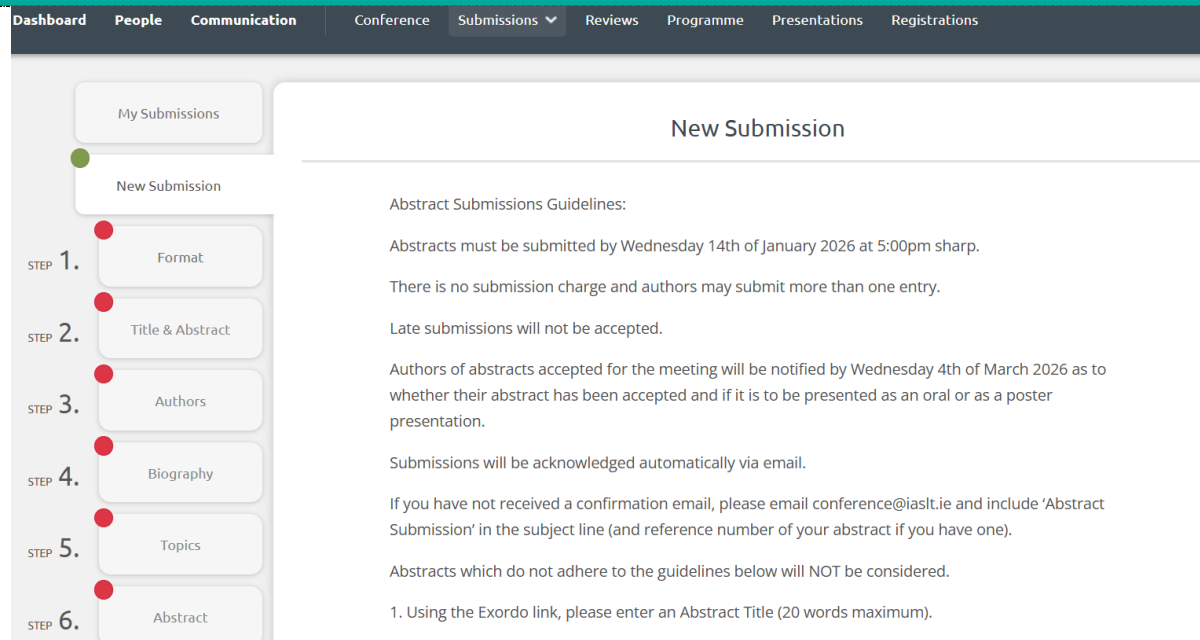 Dashboard People Communication Conference Submissions Reviews Programme Presentations Registrations
My Submissions
New Submission
STEP 1. Format
STEP 2. Title & Abstract
STEP 3. Authors
STEP 4. Biography
STEP 5. Topics
STEP 6. Abstract
New Submission
Abstract Submissions Guidelines:
Abstracts must be submitted by Wednesday 14th of January 2026 at 5:00pm sharp.
There is no submission charge and authors may submit more than one entry.
Late submissions will not be accepted.
Authors of abstracts accepted for the meeting will be notified by Wednesday 4th of March 2026 as to
whether their abstract has been accepted and if it is to be presented as an oral or as a poster
presentation.
Submissions will be acknowledged automatically via email.
If you have not received a confirmation email, please email conference@iaslt.ie and include ‘Abstract
Submission’ in the subject line (and reference number of your abstract if you have one).
Abstracts which do not adhere to the guidelines below will NOT be considered.
1. Using the Exordo link, please enter an Abstract Title (20 words maximum).